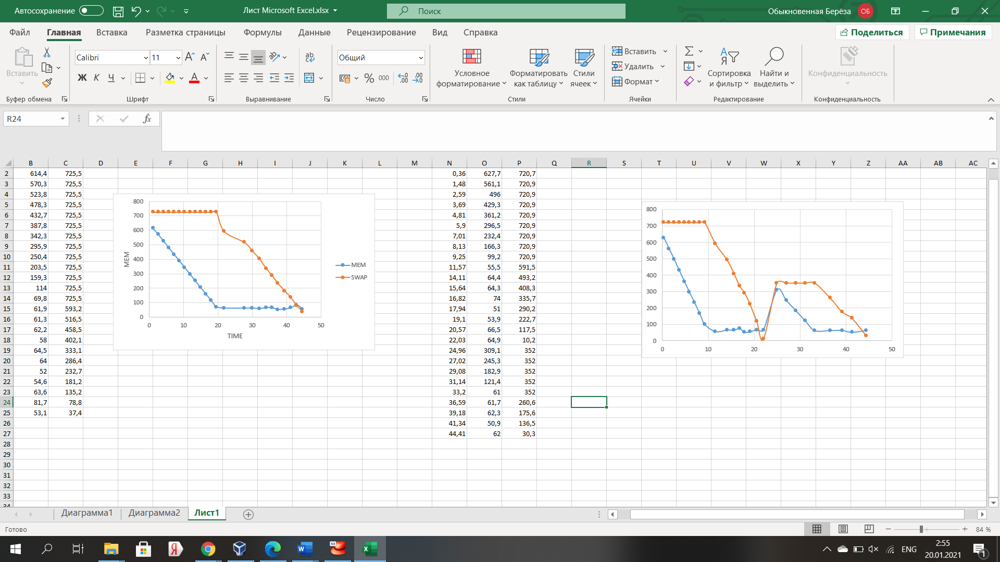 Автосохранение
Лист Microsoft Excel.xlsx
Поиск
Обыкновенная Берёза ОБ
Файл Главная Вставка Разметка страницы Формулы Данные Рецензирование Вид Справка
Поделиться Примечания
Вставить
Буфер обмена
Calibri 11
Ж К Ч А
Шрифт
ab
Выравнивание
Общий
% 000 ,00
Число
Условное форматирование
Форматировать как таблицу
Стили ячеек
Стили
Вставить
Удалить
Формат
Ячейки
Сортировка и фильтр
Найти и выделить
Редактирование
Конфиденциальность
Конфиденциальность
R24 fx
B C D E F G H I J K L M N O P Q R S T U V W X Y Z AA AB AC
2 614,4 725,5 0,36 627,7 720,7
3 570,3 725,5 1,48 561,1 720,9
4 523,8 725,5 2,59 496 720,9
5 478,3 725,5 3,69 429,3 720,9
6 432,7 725,5 4,81 361,2 720,9
7 387,8 725,5 5,9 296,5 720,9
8 342,3 725,5 7,01 232,4 720,9
9 295,9 725,5 8,13 166,3 720,9
10 250,4 725,5 9,25 99,2 720,9
11 203,5 725,5 11,57 55,5 591,5
12 159,3 725,5 14,11 64,4 493,2
13 114 725,5 15,64 64,3 408,3
14 69,8 725,5 16,82 74 335,7
15 61,9 593,2 17,94 51 290,2
16 61,3 516,5 19,1 53,9 222,7
17 62,2 458,5 20,57 66,5 117,5
18 58 402,1 22,03 64,9 10,2
19 64,5 333,1 24,96 309,1 352
20 64 286,4 27,02 245,3 352
21 52 232,7 29,08 182,9 352
22 54,6 181,2 31,14 121,4 352
23 63,6 135,2 33,2 61 352
24 81,7 78,8 36,59 61,7 260,6
25 53,1 37,4 39,18 62,3 175,6
26 41,34 50,9 136,5
27 44,41 62 30,3
28
29
30
31
32
33
34
800
700
600
500
400
300
200
100
0
0 10 20 30 40 50
MEM
TIME
MEM
SWAP
800
700
600
500
400
300
200
100
0
0 10 20 30 40 50
Диаграмма1 Диаграмма2 Лист1
Готово
84 %
64
ENG
2:55
20.01.2021
1